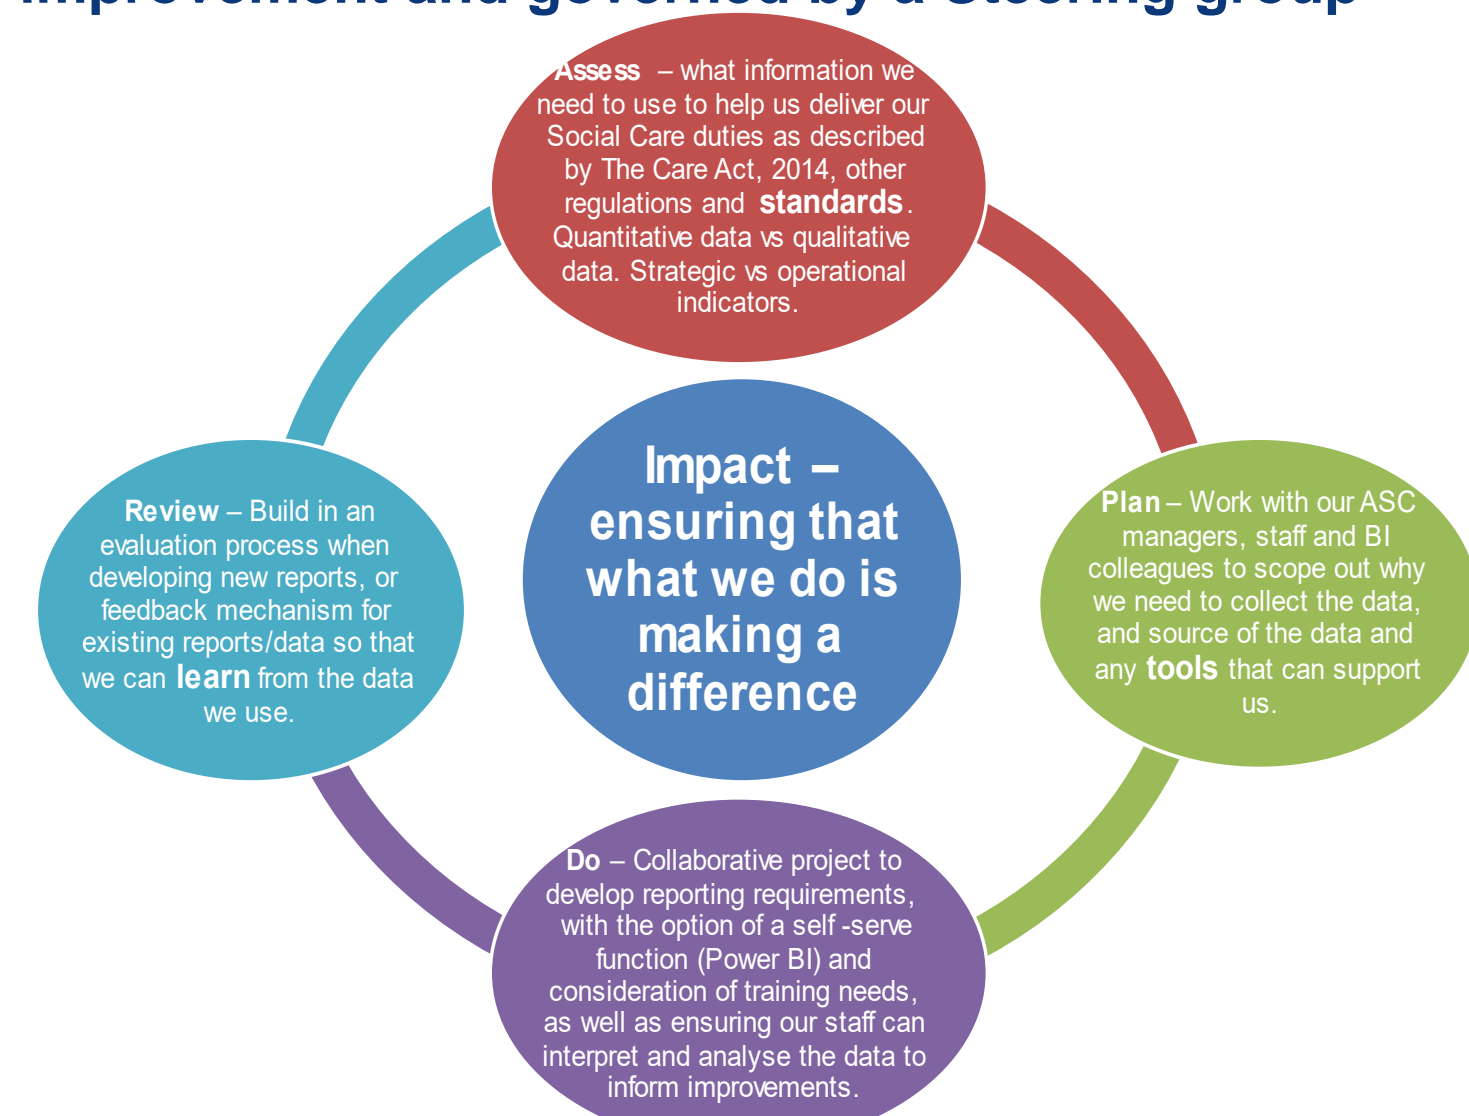 improvement and governed by a Steering group
Assess – what information we
need to use to help us deliver our
Social Care duties as described
by The Care Act, 2014, other
regulations and standards.
Quantitative data vs qualitative
data. Strategic vs operational
indicators.
Plan – Work with our ASC
managers, staff and BI
colleagues to scope out why
we need to collect the data,
and source of the data and
any tools that can support
us.
Do – Collaborative project to
develop reporting requirements,
with the option of a self -serve
function (Power BI) and
consideration of training needs,
as well as ensuring our staff can
interpret and analyse the data to
inform improvements.
Review – Build in an
evaluation process when
developing new reports, or
feedback mechanism for
existing reports/data so that
we can learn from the data
we use.
Impact –
ensuring that
what we do is
making a
difference